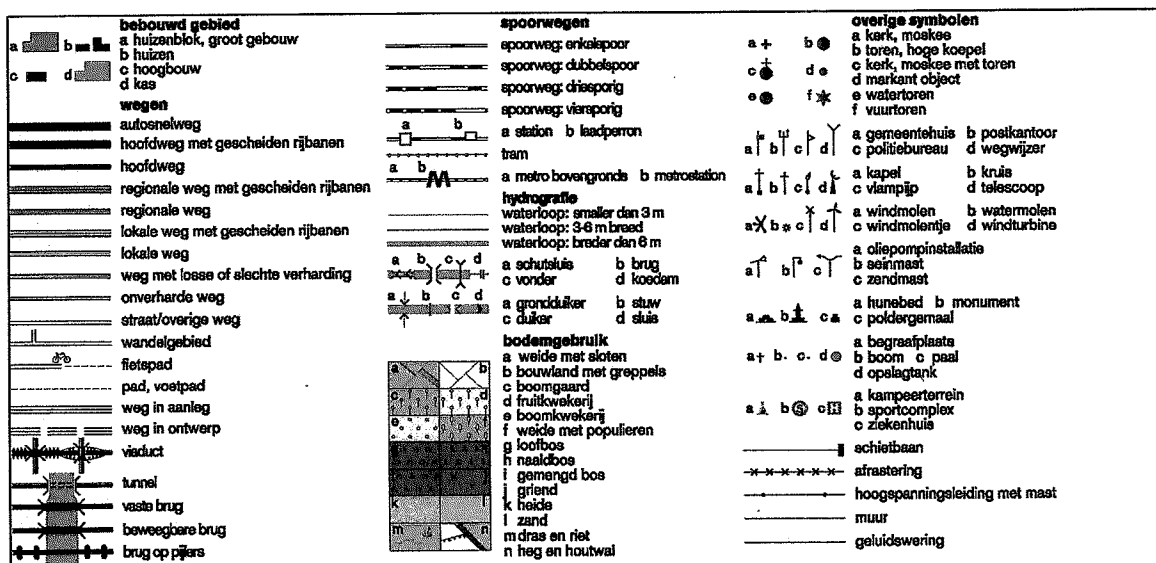 bebouwd gebied
a b
a huizenblok, groot gebouw
b huizen
c d
c hoogbouw
d kas
wegen
autosnelweg
hoofdweg met gescheiden rijbanen
hoofdweg
regionale weg met gescheiden rijbanen
regionale weg
lokale weg met gescheiden rijbanen
lokale weg
weg met losse of slechte verharding
onverharde weg
straat/overige weg
wandelgebied
fietspad
pad, voetpad
weg in aanleg
weg in ontwerp
viaduct
tunnel
vaste brug
beweegbare brug
brug op pijlers
spoorwegen
spoorweg: enkelspoor
spoorweg: dubbelspoor
spoorweg: driesporig
spoorweg: viersporig
a b
a station b laadperron
tram
a b
a metro bovengronds b metrostation
hydrografie
waterloop: smaller dan 3 m
waterloop: 3-6 m breed
waterloop: breder dan 6 m
a b c d
a schutsluis b brug
c vonder d koedam
a b c d
a grondduiker b stuw
c duiker d sluis
bodemgebruik
a b
a weide met sloten
b bouwland met greppels
c d
c boomgaard
d fruitkwekerij
e
e boomkwekerij
f weide met populieren
g loofbos
h naaldbos
i gemengd bos
j griend
k l
k heide
l zand
m n
m dras en riet
n heg en houtwal
overige symbolen
a b
a kerk, moskee
b toren, hoge koepel
c d
c kerk, moskee met toren
d markant object
e f
e watertoren
f vuurtoren
a b c d
a gemeentehuis b postkantoor
c politiebureau d wegwijzer
a b c d
a kapel b kruis
c vlampijp d telescoop
a b c d
a windmolen b watermolen
c windmolentje d windturbine
a b c
a oliepompinstallatie
b seinmast
c zendmast
a b c
a hunebed b monument
c poldergemaal
a b c d
a begraafplaats
b boom c paal
d opslagtank
a b S c H
a kampeerterrein
b sportcomplex
c ziekenhuis
schietbaan
afrastering
hoogspanningsleiding met mast
muur
geluidswering